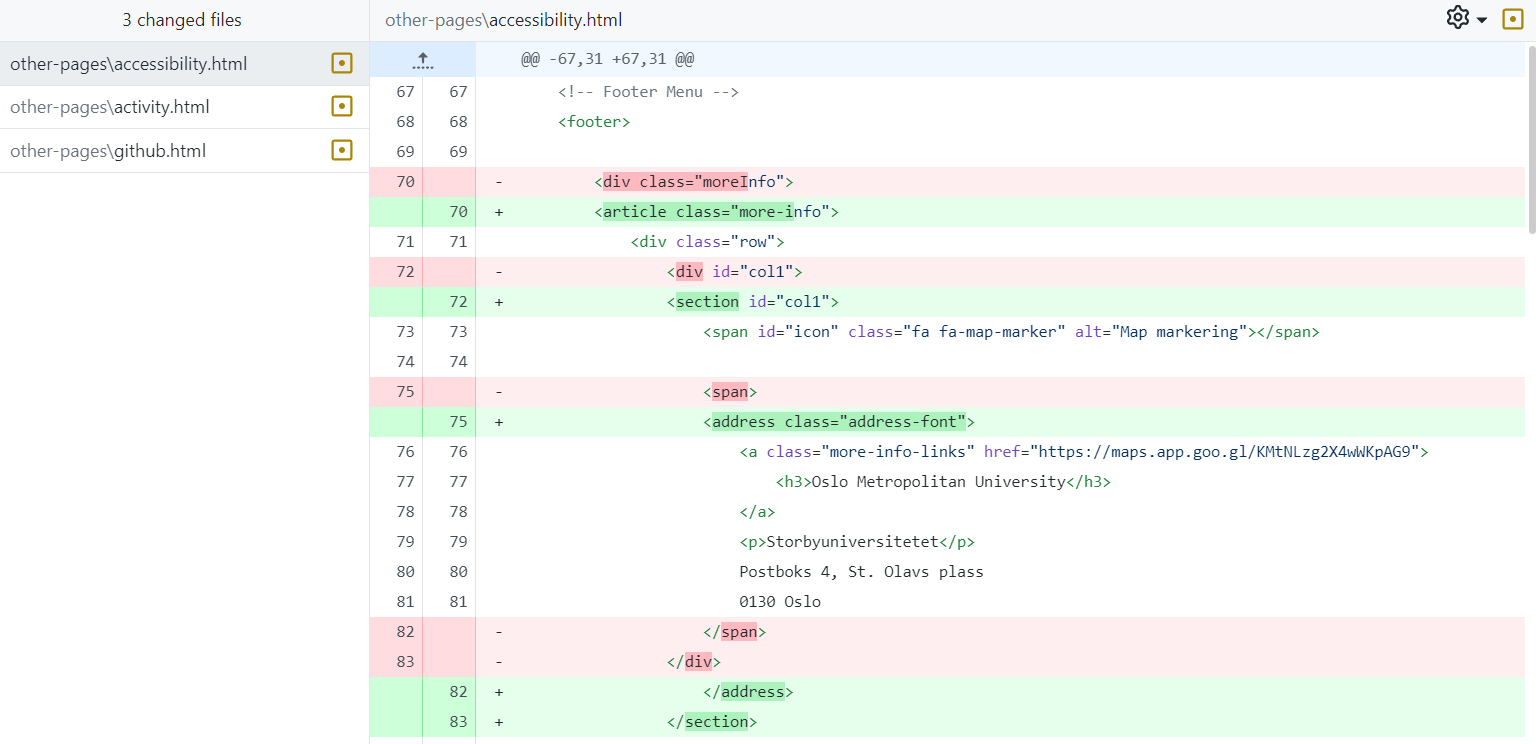 3 changed files
other-pages\accessibility.html
other-pages\activity.html
other-pages\github.html
other-pages\accessibility.html
@@ -67,31 +67,31 @@
67 67 <!-- Footer Menu -->
68 68 <footer>
69 69
70 - <div class="moreInfo">
70 + <article class="more-info">
71 71 <div class="row">
72 - <div id="col1">
72 + <section id="col1">
73 73 <span id="icon" class="fa fa-map-marker" alt="Map markering"></span>
74 74
75 - <span>
75 + <address class="address-font">
76 76 <a class="more-info-links" href="https://maps.app.goo.gl/KMtNLzg2X4wWKpAG9">
77 77 <h3>Oslo Metropolitan University</h3>
78 78 </a>
79 79 <p>Storbyuniversitetet</p>
80 80 Postboks 4, St. Olavs plass
81 81 0130 Oslo
82 - </span>
83 - </div>
82 + </address>
83 + </section>